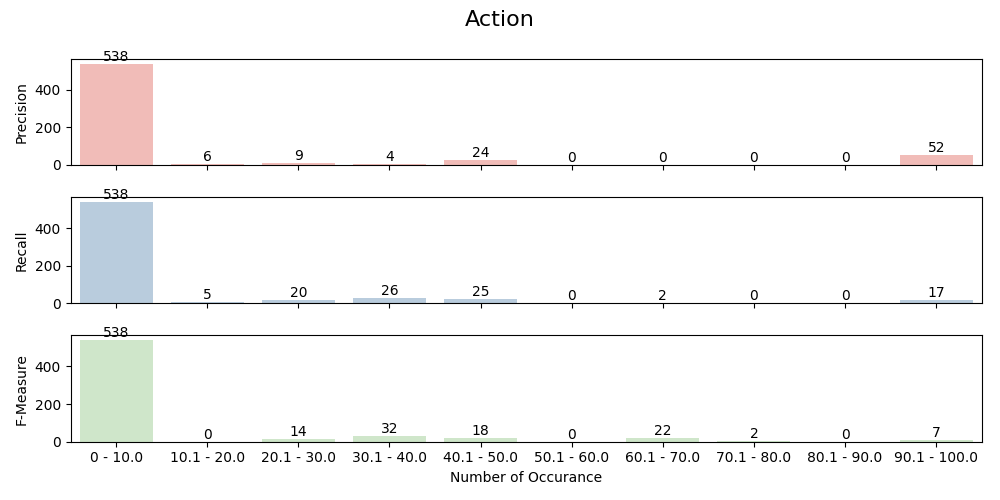 Action
538
6
9
4
24
0
0
0
0
52
400
200
0
Precision
538
5
20
26
25
0
2
0
0
17
400
200
0
Recall
538
0
14
32
18
0
22
2
0
7
400
200
0
F-Measure
0 - 10.0
10.1 - 20.0
20.1 - 30.0
30.1 - 40.0
40.1 - 50.0
50.1 - 60.0
60.1 - 70.0
70.1 - 80.0
80.1 - 90.0
90.1 - 100.0
Number of Occurance